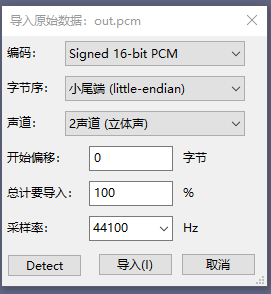 导入原始数据：out.pcm
编码： Signed 16-bit PCM
字节序： 小尾端 (little-endian)
声道： 2声道 (立体声)
开始偏移： 0 字节
总计要导入： 100 %
采样率： 44100 Hz
Detect 导入(I) 取消